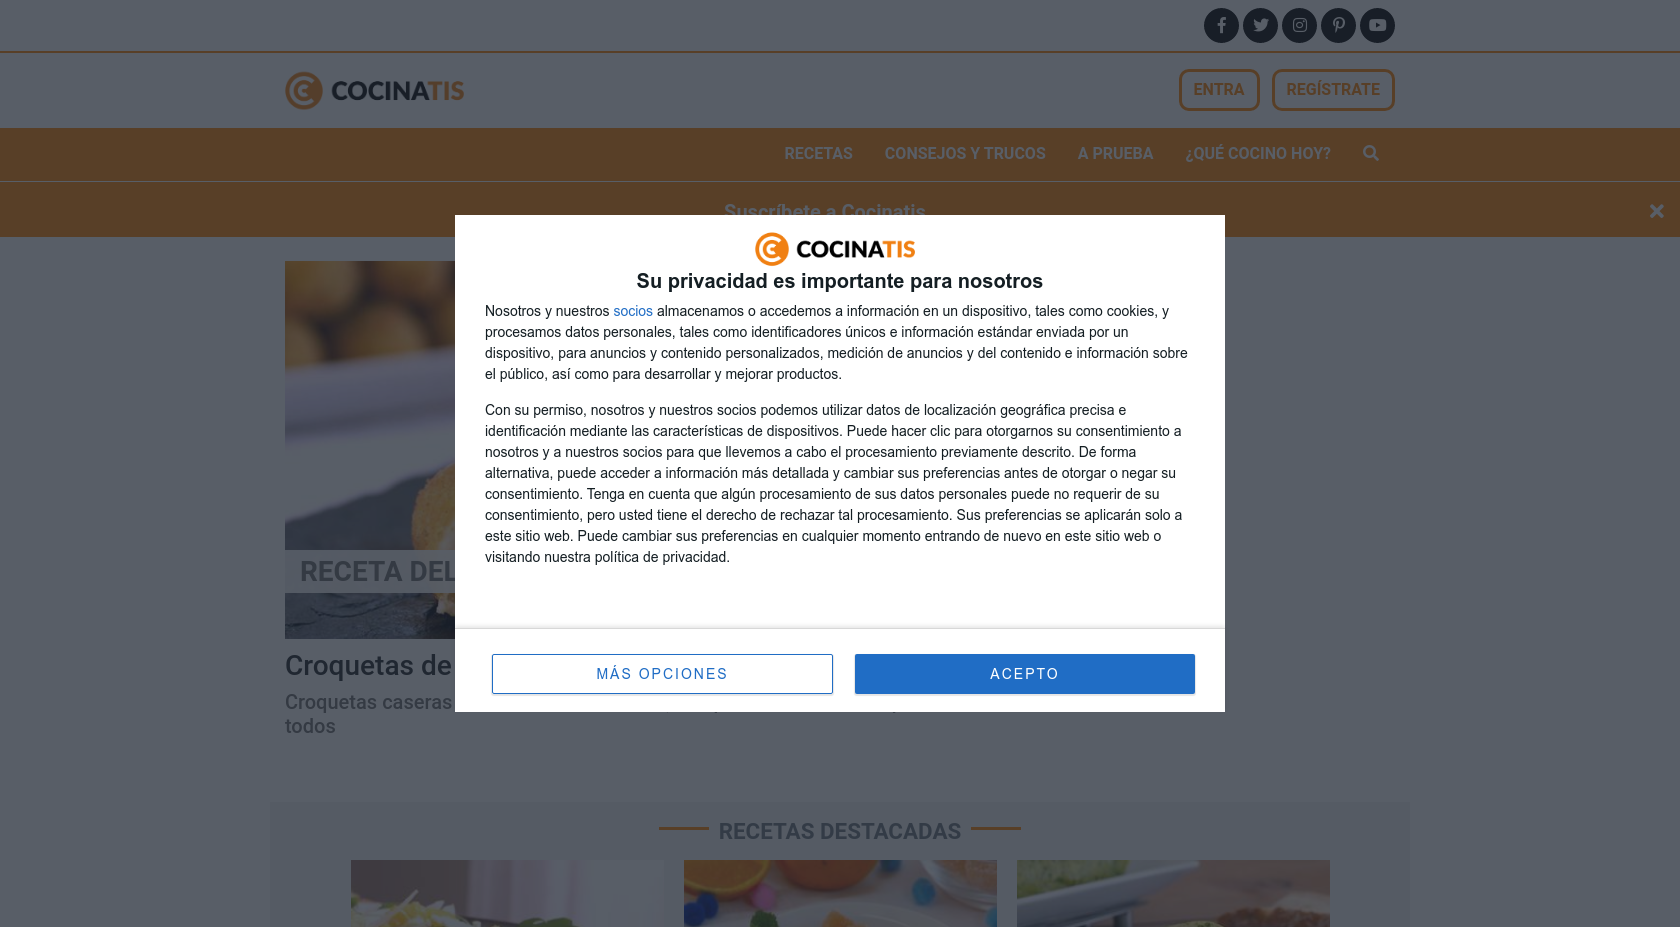 COCINATIS
ENTRA
REGÍSTRATE
RECETAS
CONSEJOS Y TRUCOS
A PRUEBA
¿QUÉ COCINO HOY?
Suscríbete a Cocinatis
COCINATIS
Su privacidad es importante para nosotros
Nosotros y nuestros socios almacenamos o accedemos a información en un dispositivo, tales como cookies, y
procesamos datos personales, tales como identificadores únicos e información estándar enviada por un
dispositivo, para anuncios y contenido personalizados, medición de anuncios y del contenido e información sobre
el público, así como para desarrollar y mejorar productos.
Con su permiso, nosotros y nuestros socios podemos utilizar datos de localización geográfica precisa e
identificación mediante las características de dispositivos. Puede hacer clic para otorgarnos su consentimiento a
nosotros y a nuestros socios para que llevemos a cabo el procesamiento previamente descrito. De forma
alternativa, puede acceder a información más detallada y cambiar sus preferencias antes de otorgar o negar su
consentimiento. Tenga en cuenta que algún procesamiento de sus datos personales puede no requerir de su
consentimiento, pero usted tiene el derecho de rechazar tal procesamiento. Sus preferencias se aplicarán solo a
este sitio web. Puede cambiar sus preferencias en cualquier momento entrando de nuevo en este sitio web o
visitando nuestra política de privacidad.
MÁS OPCIONES
ACEPTO
RECETA DEL
Croquetas de
Croquetas caseras
todos
RECETAS DESTACADAS